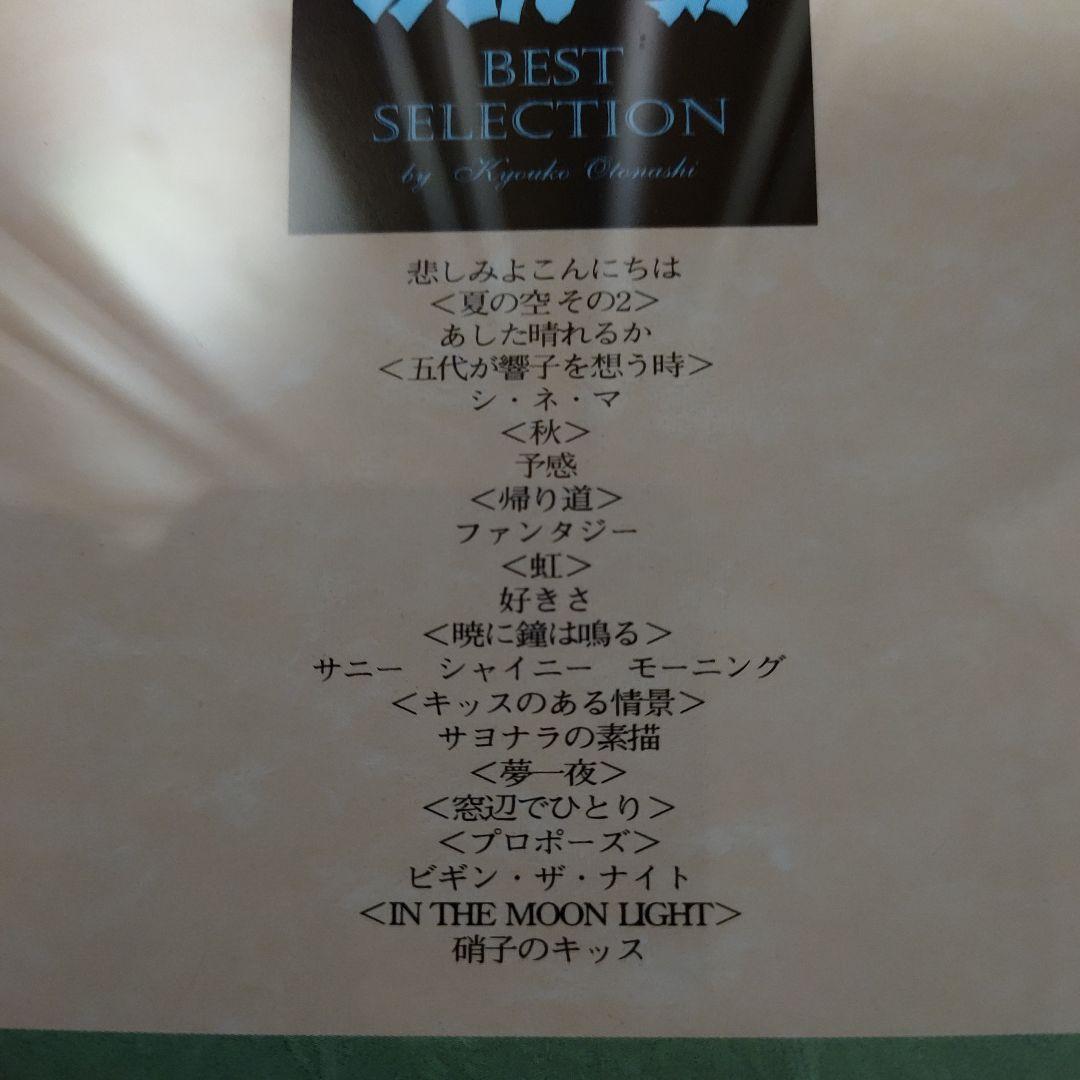 BEST
SELECTION
by Kyouko Otonashi
悲しみよこんにちは
＜夏の空 その2＞
あした晴れるか
＜五代が響子を想う時＞
シ・ネ・マ
＜秋＞
予感
＜帰り道＞
ファンタジー
＜虹＞
好きさ
＜暁に鐘は鳴る＞
サニー　シャイニー　モーニング
＜キッスのある情景＞
サヨナラの素描
＜夢一夜＞
＜窓辺でひとり＞
＜プロポーズ＞
ビギン・ザ・ナイト
＜IN THE MOON LIGHT＞
硝子のキッス